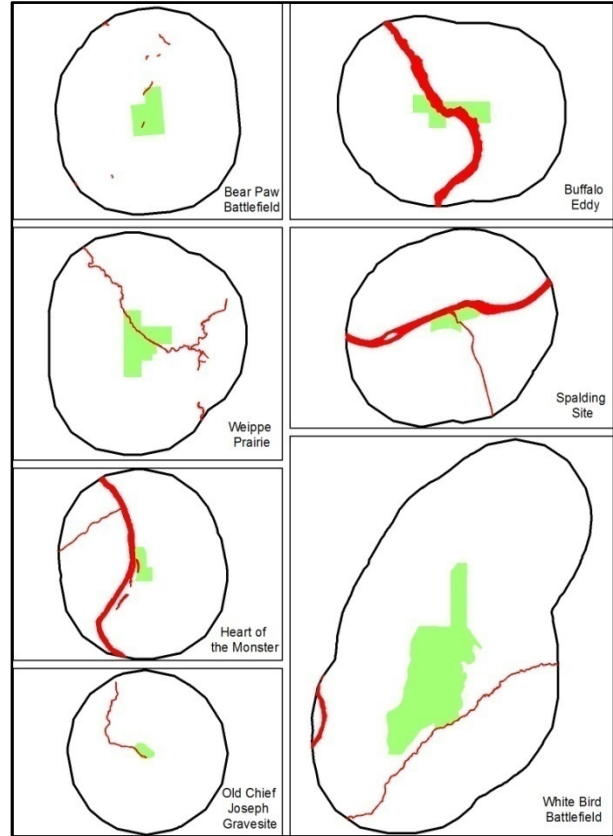 Bear Paw
Battlefield
Buffalo
Eddy
Weippe
Prairie
Spalding
Site
Heart of
the Monster
Old Chief
Joseph
Gravesite
White Bird
Battlefield